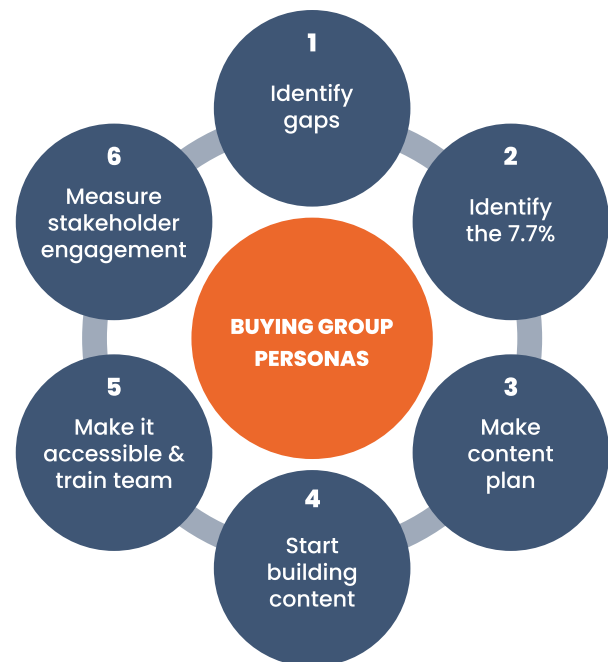 1
Identify
gaps
2
Identify
the 7.7%
3
Make
content
plan
4
Start
building
content
5
Make it
accessible &
train team
6
Measure
stakeholder
engagement
BUYING GROUP
PERSONAS